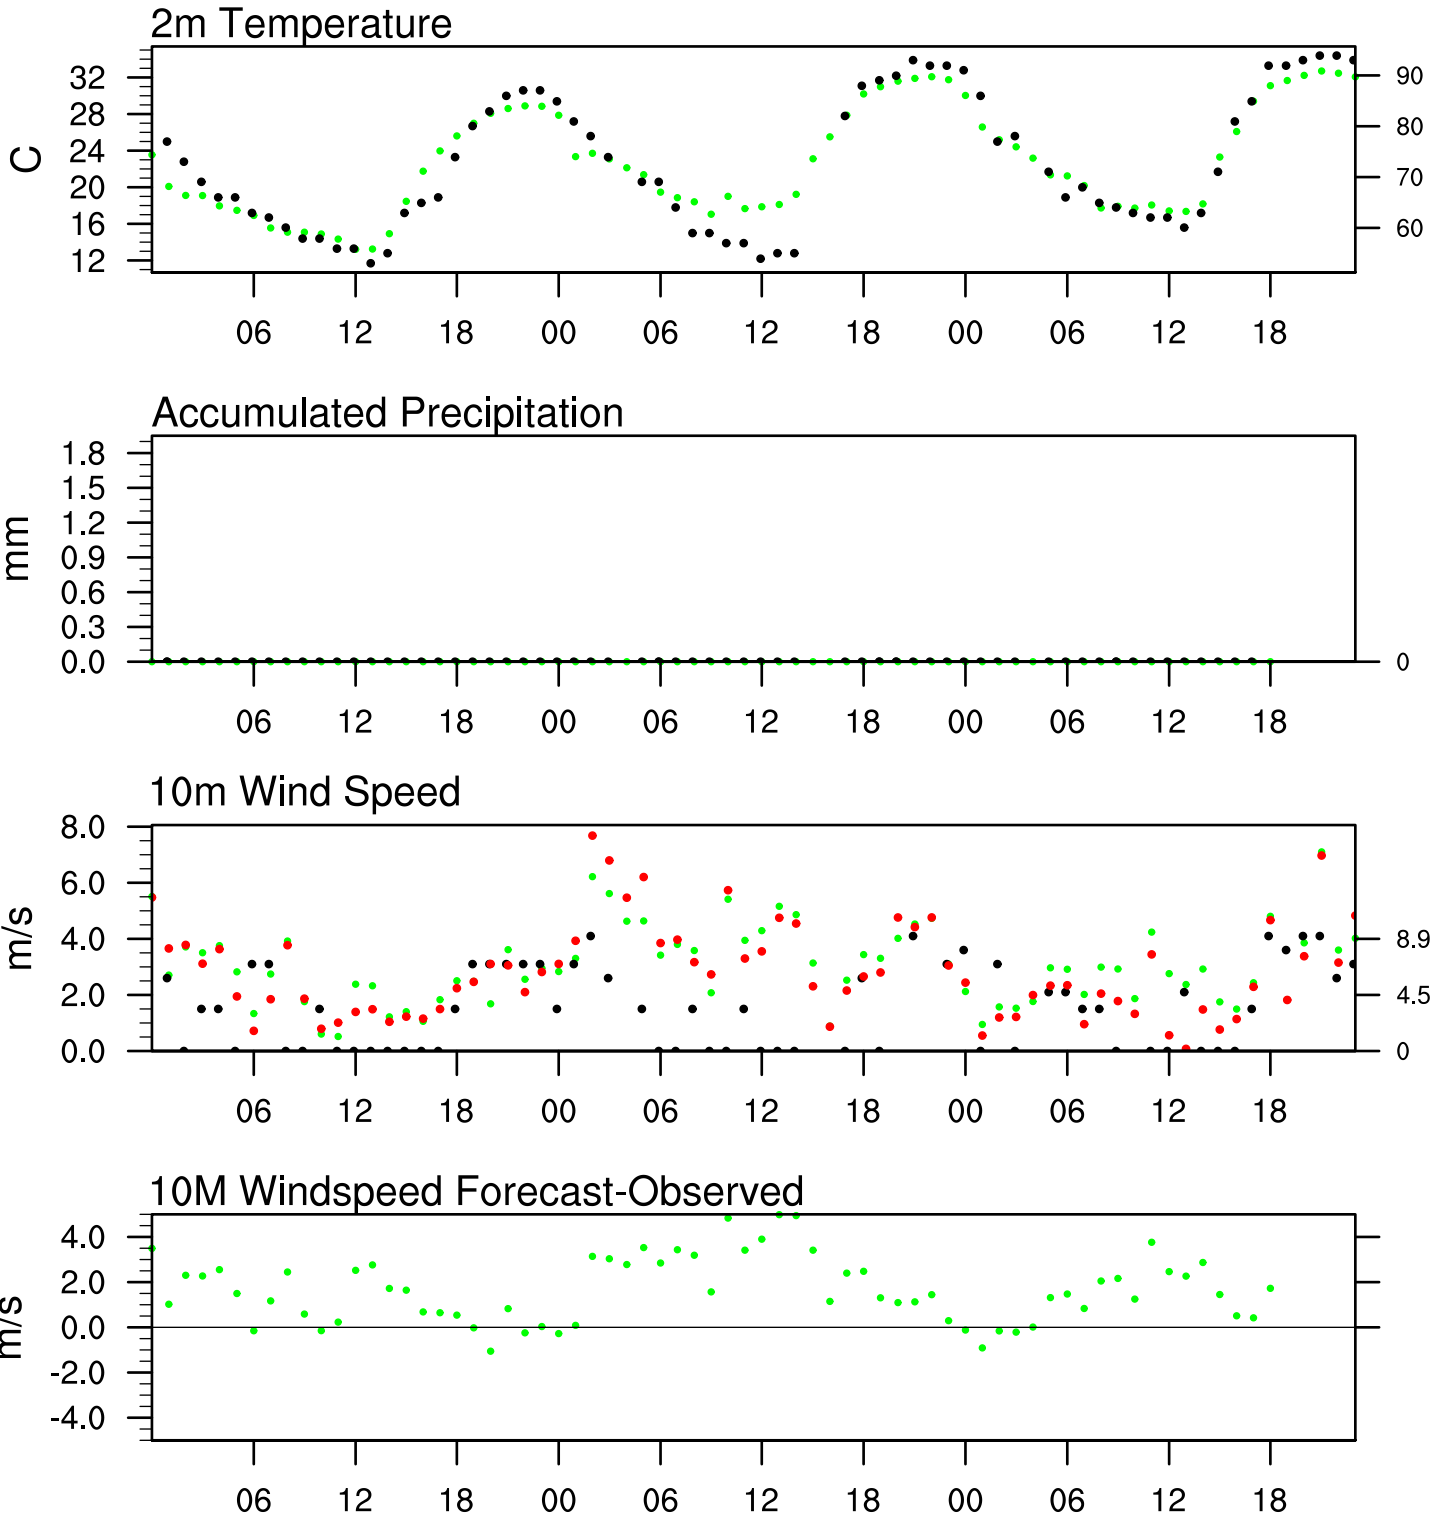 2m Temperature
32
28
24
20
16
12
C
90
80
70
60
06 12 18 00 06 12 18 00 06 12 18
Accumulated Precipitation
1.8
1.5
1.2
0.9
0.6
0.3
0.0
mm
0
06 12 18 00 06 12 18 00 06 12 18
10m Wind Speed
8.0
6.0
4.0
2.0
0.0
m/s
8.9
4.5
0
06 12 18 00 06 12 18 00 06 12 18
10M Windspeed Forecast-Observed
4.0
2.0
0.0
-2.0
-4.0
m/s
06 12 18 00 06 12 18 00 06 12 18